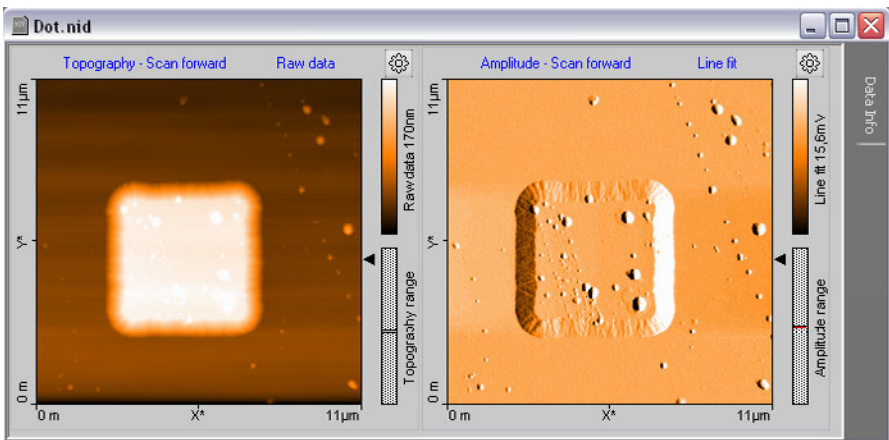 Dot.nid
Topography - Scan forward Raw data
11µm
Y*
0 m
0 m X* 11µm
Raw data 170nm
Topography range
Amplitude - Scan forward Line fit
11µm
Y*
0 m
0 m X* 11µm
Line fit 15,6mV
Amplitude range
Data Info